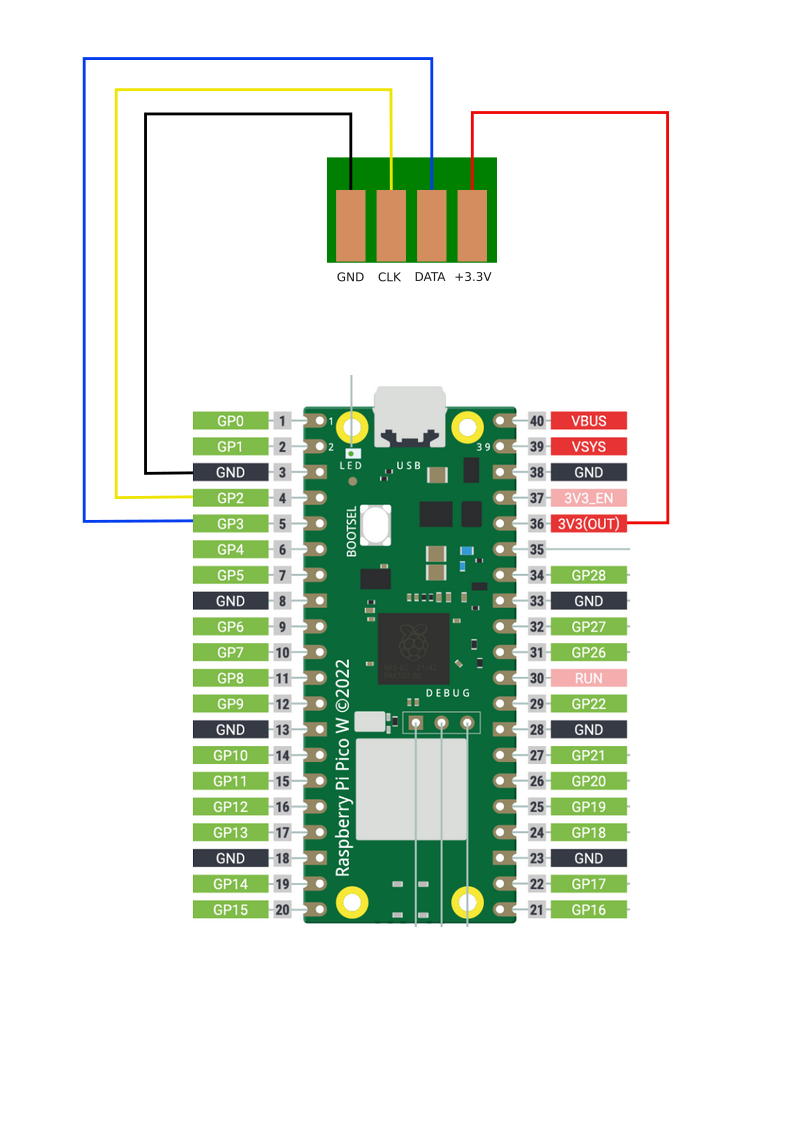 GND CLK DATA +3.3V
GP0 1 1 40 VBUS
GP1 2 2 39 39 VSYS
LED USB
GND 3 38 GND
GP2 4 37 3V3_EN
BOOTSEL
GP3 5 36 3V3(OUT)
GP4 6 35
GP5 7 34 GP28
GND 8 33 GND
GP6 9 32 GP27
GP7 10 31 GP26
GP8 11 30 RUN
DEBUG
GP9 12 29 GP22
GND 13 28 GND
GP10 14 27 GP21
Raspberry Pi Pico W ©2022
GP11 15 26 GP20
GP12 16 25 GP19
GP13 17 24 GP18
GND 18 23 GND
GP14 19 22 GP17
GP15 20 21 GP16